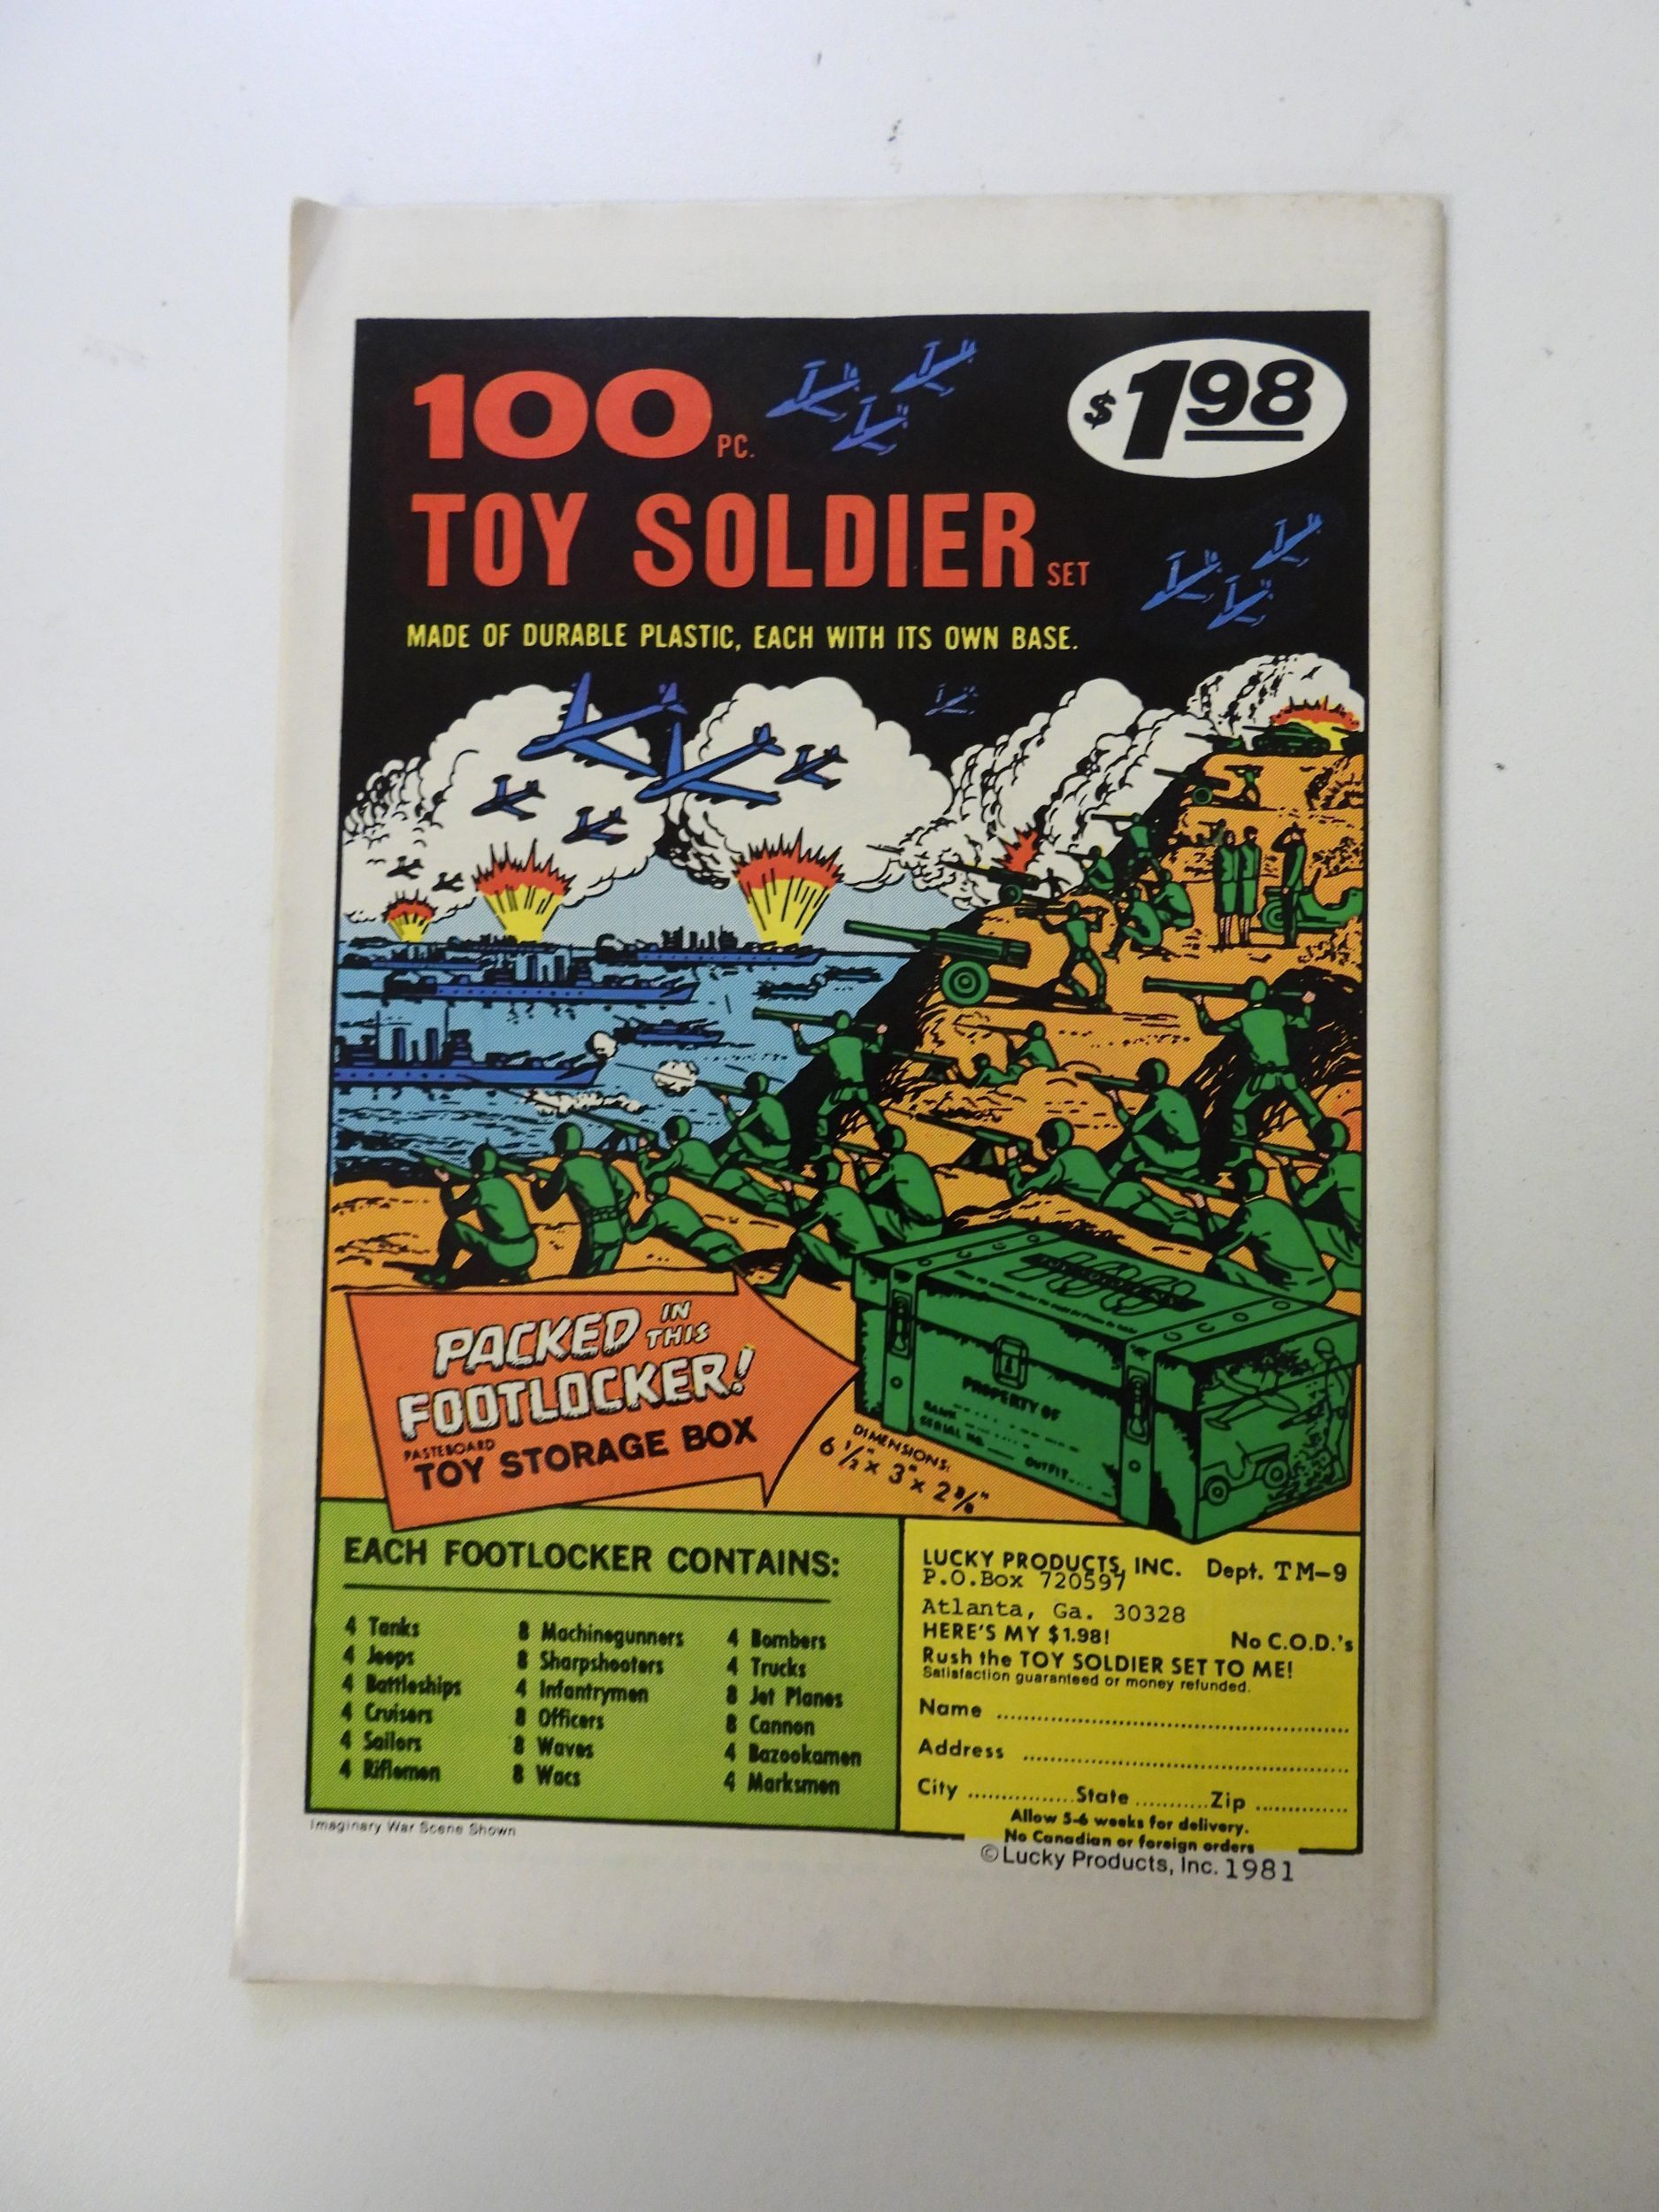 100 PC.
$1.98
TOY SOLDIER SET
MADE OF DURABLE PLASTIC, EACH WITH ITS OWN BASE.
PACKED IN THIS
FOOTLOCKER!
PASTEBOARD
TOY STORAGE BOX
PROPERTY OF
RANK
SERIAL NO.
OUTFIT
DIMENSIONS:
6 1/2" x 3" x 2 3/8"
EACH FOOTLOCKER CONTAINS:
4 Tanks
4 Jeeps
4 Battleships
4 Cruisers
4 Sailors
4 Riflemen
8 Machinegunners
8 Sharpshooters
4 Infantrymen
8 Officers
8 Waves
8 Wacs
4 Bombers
4 Trucks
8 Jet Planes
8 Cannon
4 Bazookamen
4 Marksmen
LUCKY PRODUCTS, INC. Dept. TM-9
P.O.Box 720597
Atlanta, Ga. 30328
HERE'S MY $1.98! No C.O.D.'s
Rush the TOY SOLDIER SET TO ME!
Satisfaction guaranteed or money refunded.
Name
Address
City State Zip
Allow 5-6 weeks for delivery.
No Canadian or foreign orders
Imaginary War Scene Shown
© Lucky Products, Inc. 1981